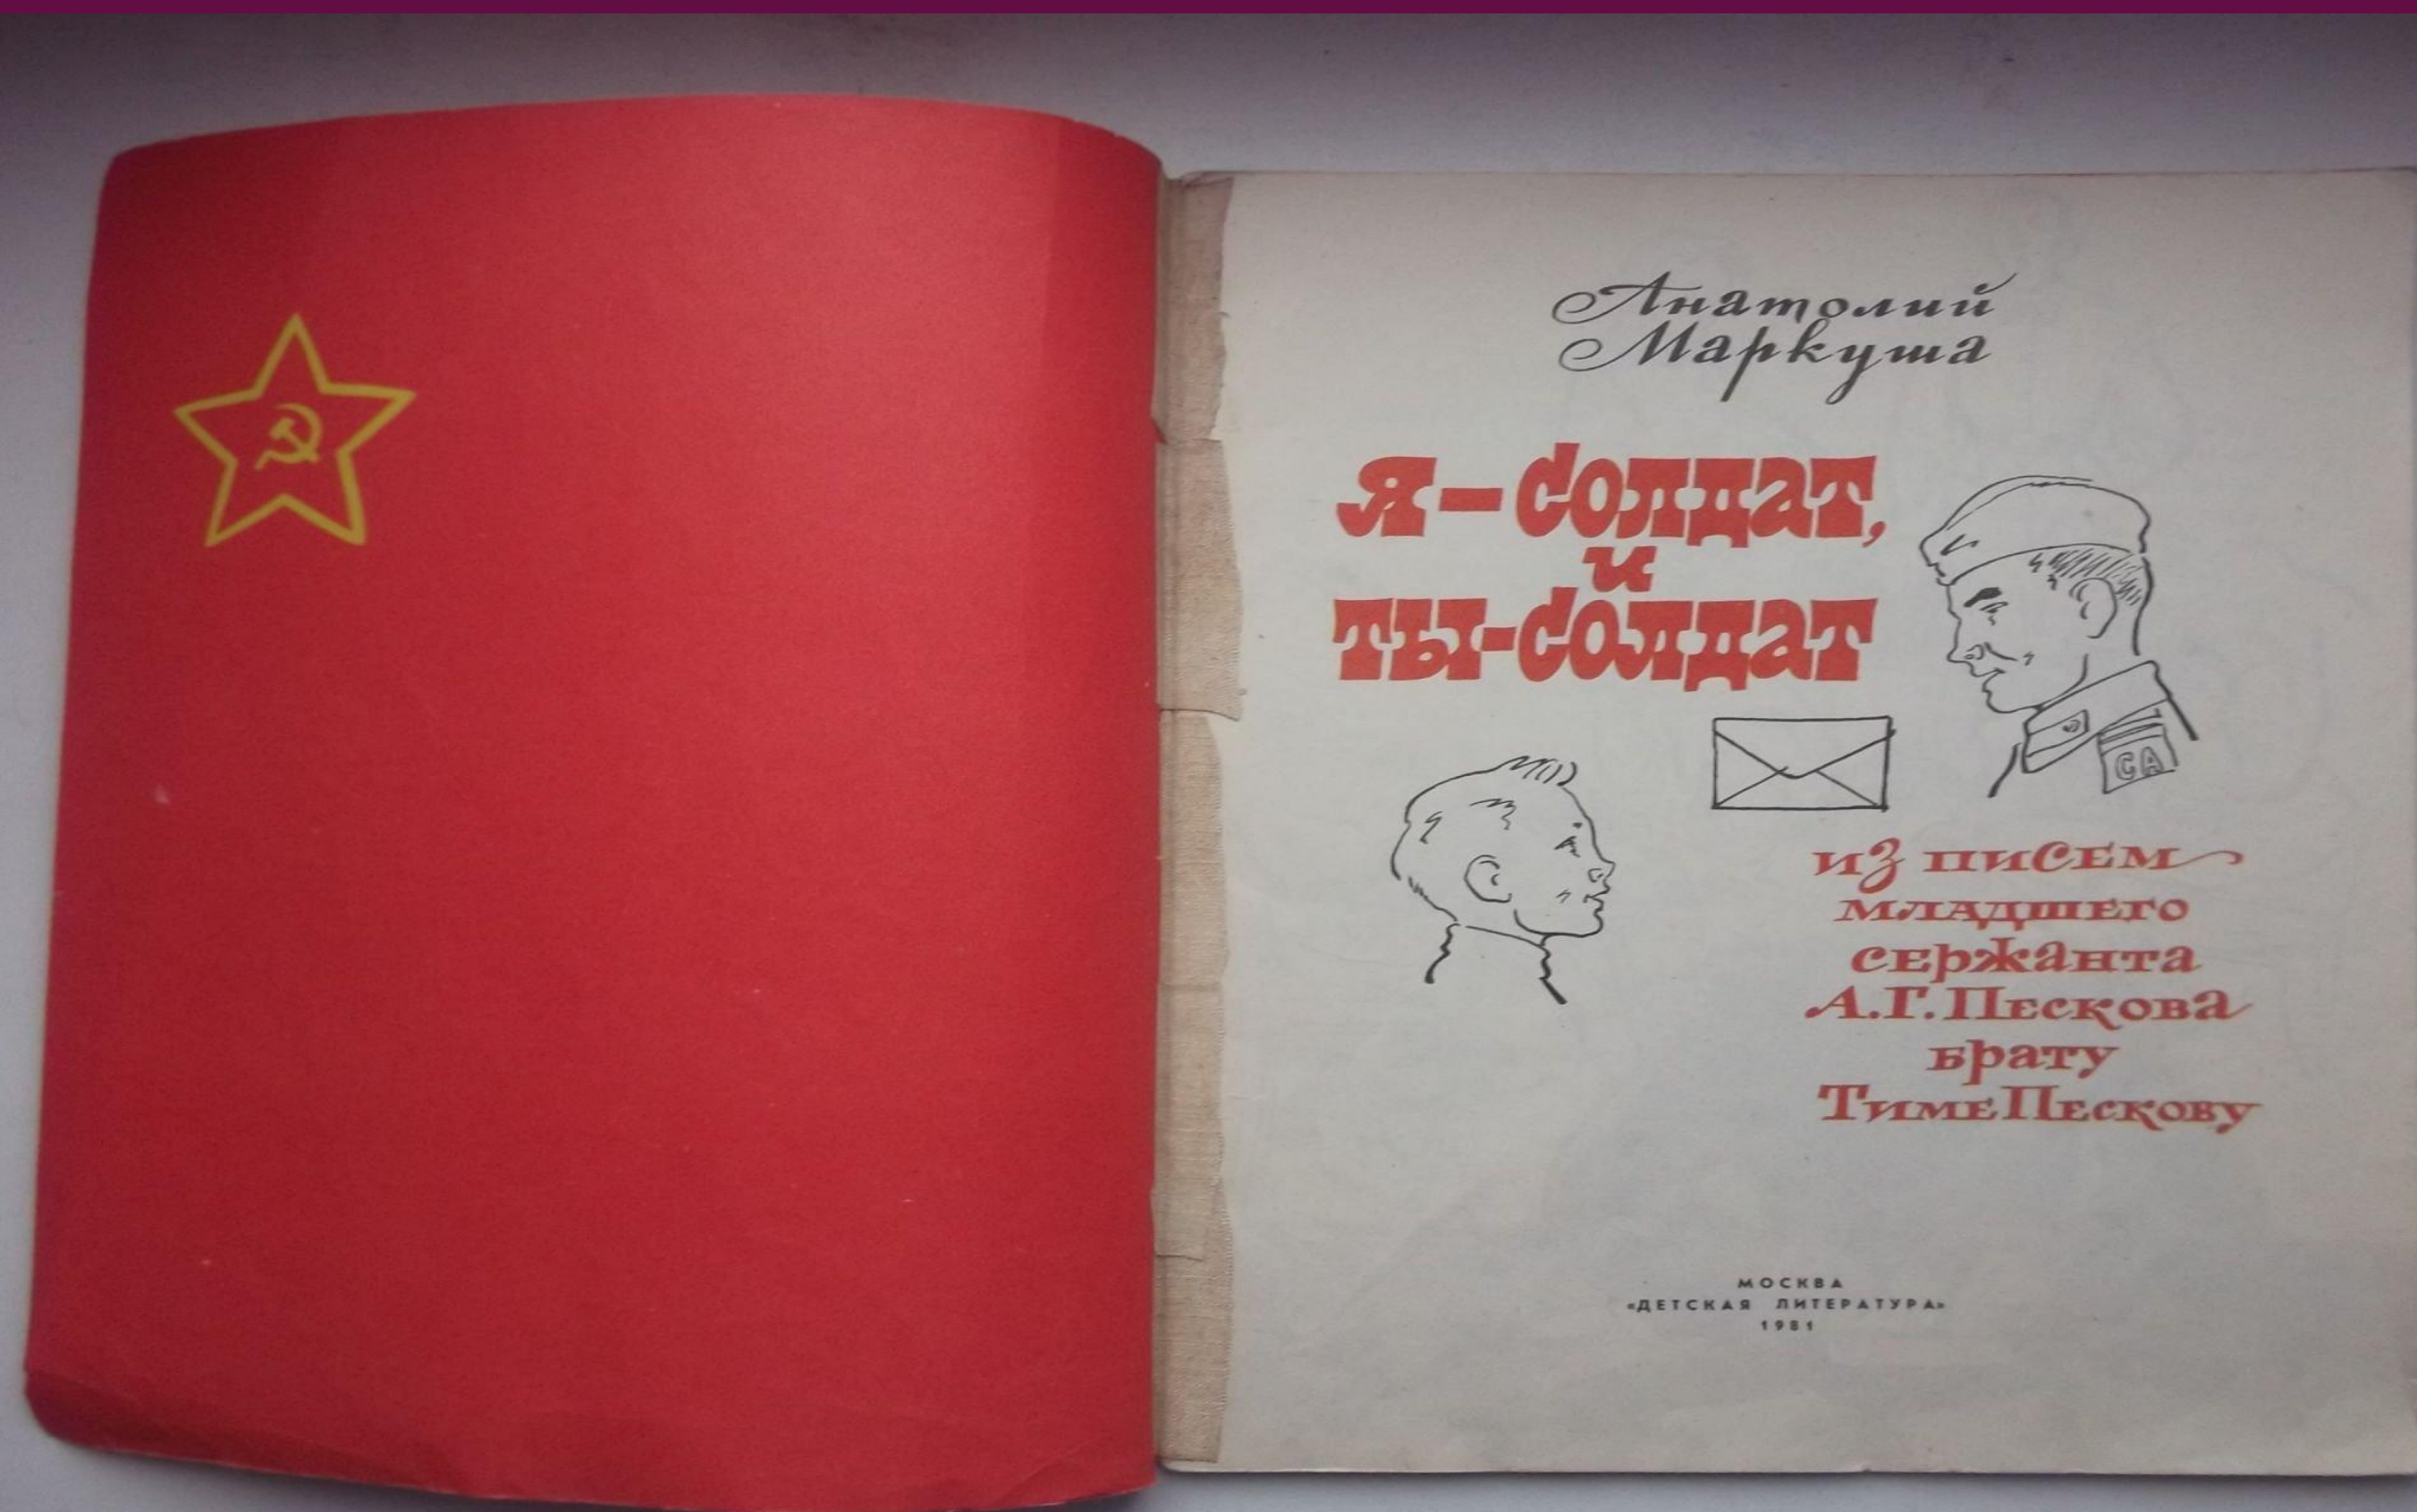 Анатолий
Маркуша
Я – солдат,
и
ты - солдат
СА
из писем
младшего
сержанта
А.Г. Пескова
брату
Тиме Пескову
МОСКВА
«ДЕТСКАЯ ЛИТЕРАТУРА»
1981